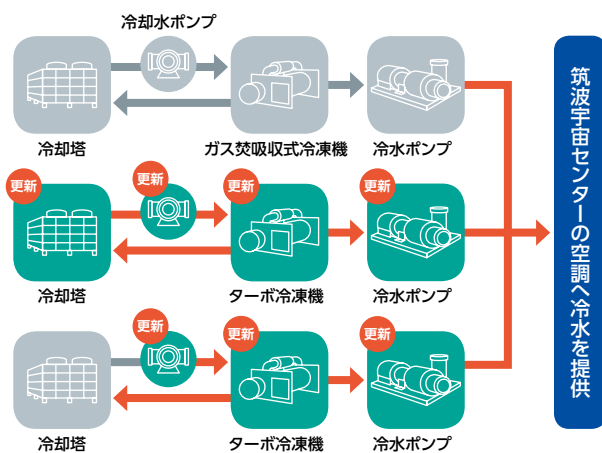 冷却水ポンプ
冷却塔
ガス焚吸収式冷凍機
冷水ポンプ
更新
更新
更新
更新
冷却塔
ターボ冷凍機
冷水ポンプ
更新
更新
更新
冷却塔
ターボ冷凍機
冷水ポンプ
筑波宇宙センターの空調へ冷水を提供